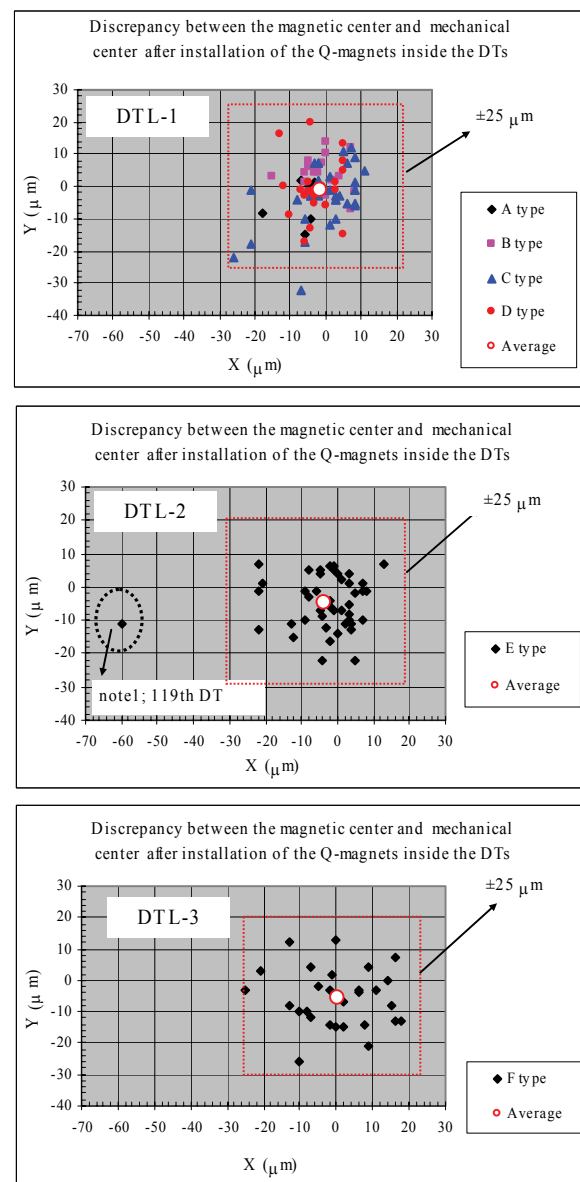 Discrepancy between the magnetic center and mechanical
center after installation of the Q-magnets inside the DTs
30
20
10
0
-10
-20
-30
-40
Y (μm)
DTL-1
±25 μm
A type
B type
C type
D type
Average
-70 -60 -50 -40 -30 -20 -10 0 10 20 30
X (μm)
Discrepancy between the magnetic center and mechanical
center after installation of the Q-magnets inside the DTs
30
20
10
0
-10
-20
-30
-40
Y (μm)
DTL-2
±25 μm
note1; 119th DT
E type
Average
-70 -60 -50 -40 -30 -20 -10 0 10 20 30
X (μm)
Discrepancy between the magnetic center and mechanical
center after installation of the Q-magnets inside the DTs
30
20
10
0
-10
-20
-30
-40
Y (μm)
DTL-3
±25 μm
F type
Average
-70 -60 -50 -40 -30 -20 -10 0 10 20 30
X (μm)